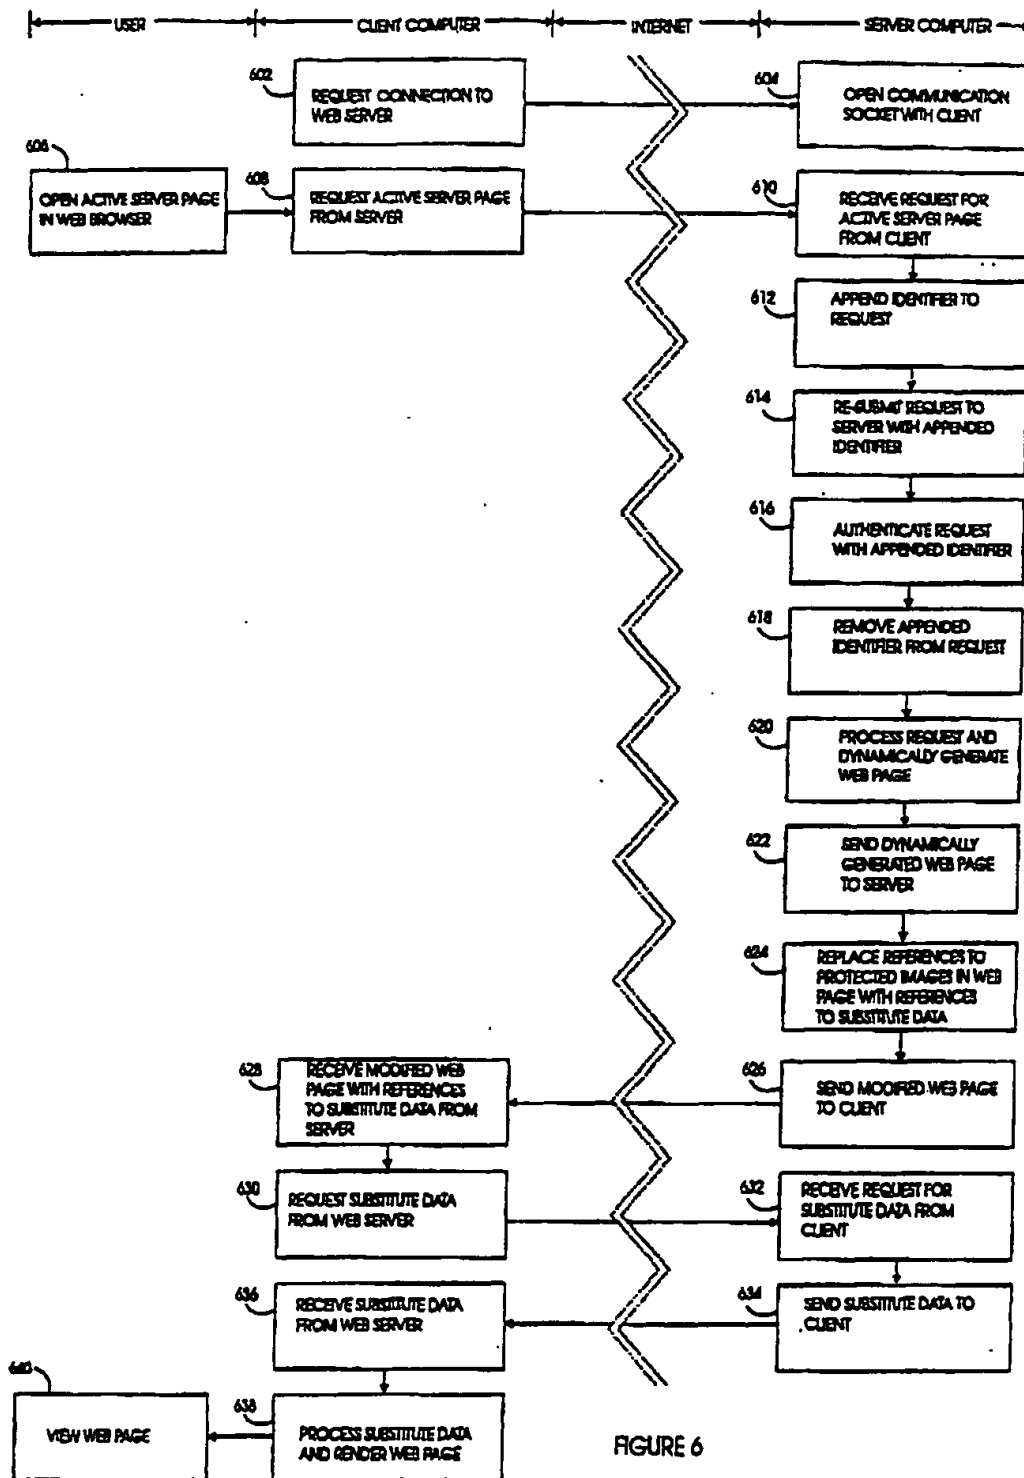 USER
CLIENT COMPUTER
INTERNET
SERVER COMPUTER
602
REQUEST CONNECTION TO
WEB SERVER
604
OPEN COMMUNICATION
SOCKET WITH CLIENT
606
OPEN ACTIVE SERVER PAGE
IN WEB BROWSER
608
REQUEST ACTIVE SERVER PAGE
FROM SERVER
610
RECEIVE REQUEST FOR
ACTIVE SERVER PAGE
FROM CLIENT
612
APPEND IDENTIFIER TO
REQUEST
614
RE-SUBMIT REQUEST TO
SERVER WITH APPENDED
IDENTIFIER
616
AUTHENTICATE REQUEST
WITH APPENDED IDENTIFIER
618
REMOVE APPENDED
IDENTIFIER FROM REQUEST
620
PROCESS REQUEST AND
DYNAMICALLY GENERATE
WEB PAGE
622
SEND DYNAMICALLY
GENERATED WEB PAGE
TO SERVER
624
REPLACE REFERENCES TO
PROTECTED IMAGES IN WEB
PAGE WITH REFERENCES
TO SUBSTITUTE DATA
626
SEND MODIFIED WEB PAGE
TO CLIENT
628
RECEIVE MODIFIED WEB
PAGE WITH REFERENCES
TO SUBSTITUTE DATA FROM
SERVER
630
REQUEST SUBSTITUTE DATA
FROM WEB SERVER
632
RECEIVE REQUEST FOR
SUBSTITUTE DATA FROM
CLIENT
634
SEND SUBSTITUTE DATA TO
CLIENT
636
RECEIVE SUBSTITUTE DATA
FROM WEB SERVER
638
PROCESS SUBSTITUTE DATA
AND RENDER WEB PAGE
640
VIEW WEB PAGE
FIGURE 6